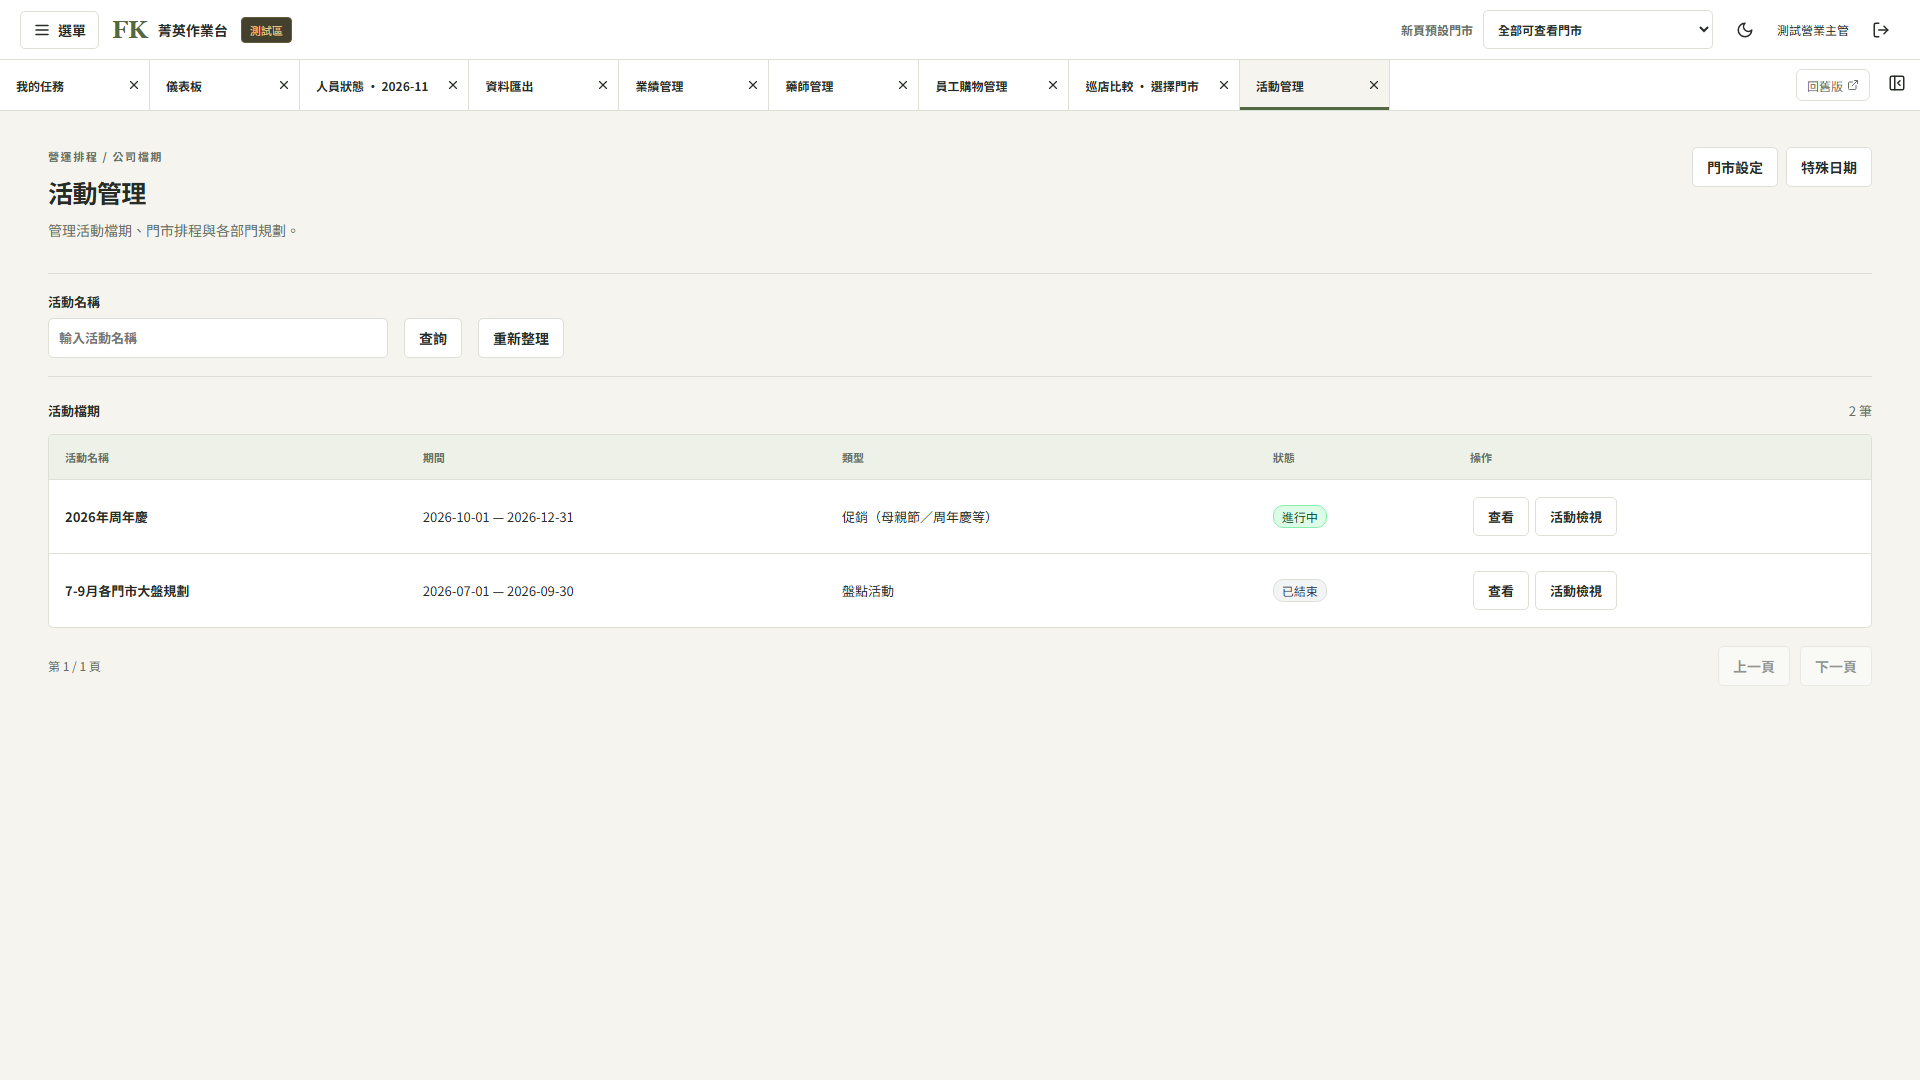 選單 FK 菁英作業台 測試區 新頁預設門市 全部可查看門市 測試營業主管
我的任務 儀表板 人員狀態 • 2026-11 資料匯出 業績管理 藥師管理 員工購物管理 巡店比較 • 選擇門市 活動管理 回舊版
營運排程 / 公司檔期
活動管理
管理活動檔期、門市排程與各部門規劃。
門市設定 特殊日期
活動名稱
輸入活動名稱 查詢 重新整理
活動檔期 2 筆
活動名稱 期間 類型 狀態 操作
2026年周年慶 2026-10-01 — 2026-12-31 促銷（母親節／周年慶等） 進行中 查看 活動檢視
7-9月各門市大盤規劃 2026-07-01 — 2026-09-30 盤點活動 已結束 查看 活動檢視
第 1 / 1 頁 上一頁 下一頁